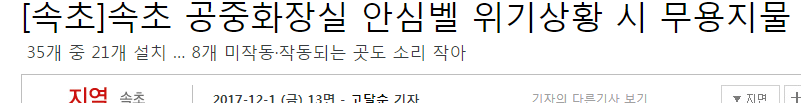 [속초]속초 공중화장실 안심벨 위기상황 시 무용지물
35개 중 21개 설치 ... 8개 미작동·작동되는 곳도 소리 작아
지역 속초 2017-12-1 (금) 13면 - 고달순 기자 기자의 다른기사 보기 ▼ 지면 +